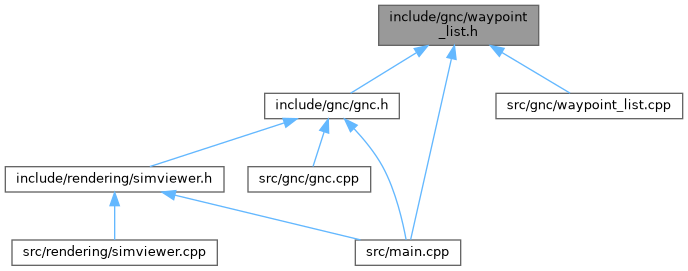 include/gnc/waypoint
_list.h
include/gnc/gnc.h
src/gnc/waypoint_list.cpp
include/rendering/simviewer.h
src/gnc/gnc.cpp
src/rendering/simviewer.cpp
src/main.cpp